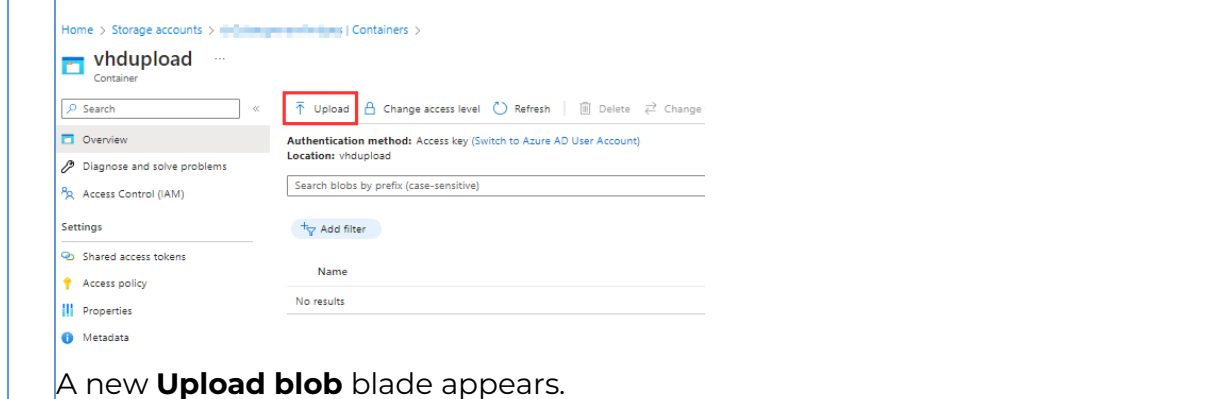 Home > Storage accounts > | Containers >
vhdupload ...
Container
Search «
Upload Change access level Refresh Delete Change
Overview
Authentication method: Access key (Switch to Azure AD User Account)
Location: vhdupload
Diagnose and solve problems
Search blobs by prefix (case-sensitive)
Access Control (IAM)
Settings
Add filter
Shared access tokens
Name
Access policy
No results
Properties
Metadata
A new Upload blob blade appears.